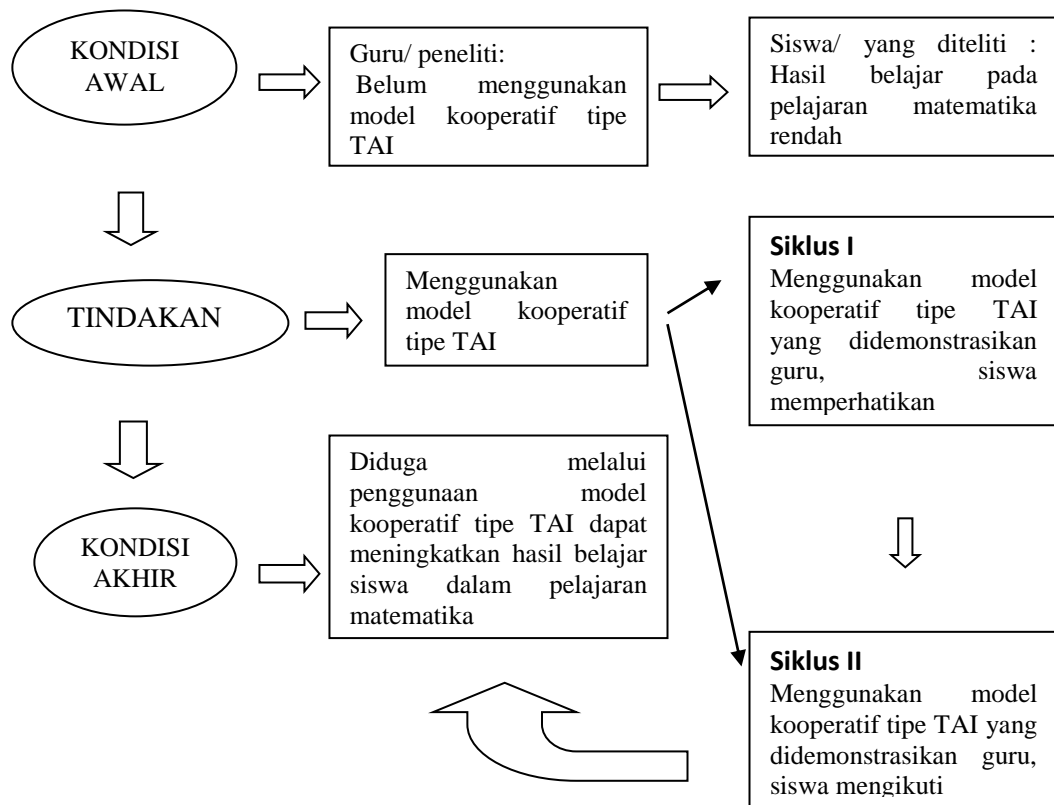 KONDISI
AWAL
Guru/ peneliti:
Belum menggunakan
model kooperatif tipe
TAI
Siswa/ yang diteliti :
Hasil belajar pada
pelajaran matematika
rendah
TINDAKAN
Menggunakan
model kooperatif
tipe TAI
Siklus I
Menggunakan model
kooperatif tipe TAI
yang didemonstrasikan
guru, siswa
memperhatikan
KONDISI
AKHIR
Diduga melalui
penggunaan model
kooperatif tipe TAI dapat
meningkatkan hasil belajar
siswa dalam pelajaran
matematika
Siklus II
Menggunakan model
kooperatif tipe TAI yang
didemonstrasikan guru,
siswa mengikuti